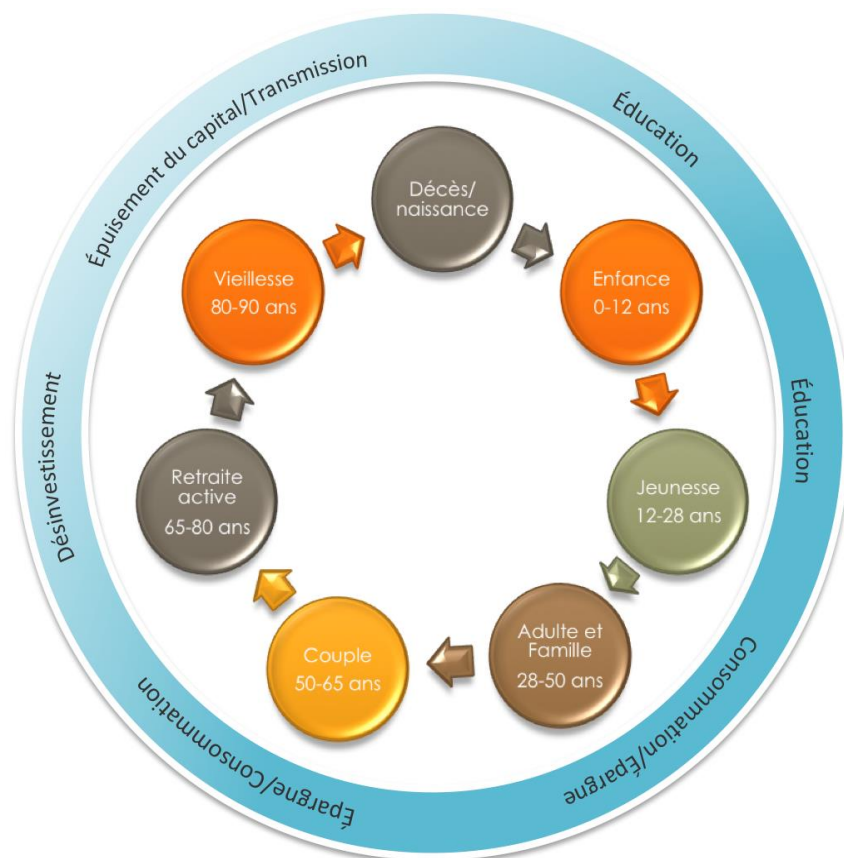 Épuisement du capital/Transmission
Éducation
Décès/
naissance
Vieillesse
80-90 ans
Enfance
0-12 ans
Désinvestissement
Éducation
Retraite
active
65-80 ans
Jeunesse
12-28 ans
Couple
50-65 ans
Adulte et
Famille
28-50 ans
Épargne/Consommation
Consommation/Épargne